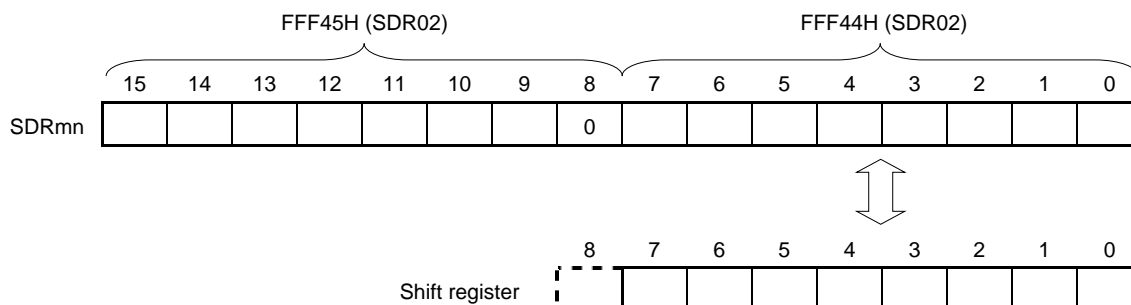 FFF45H (SDR02) FFF44H (SDR02)
15 14 13 12 11 10 9 8 7 6 5 4 3 2 1 0
SDRmn 0
8 7 6 5 4 3 2 1 0
Shift register